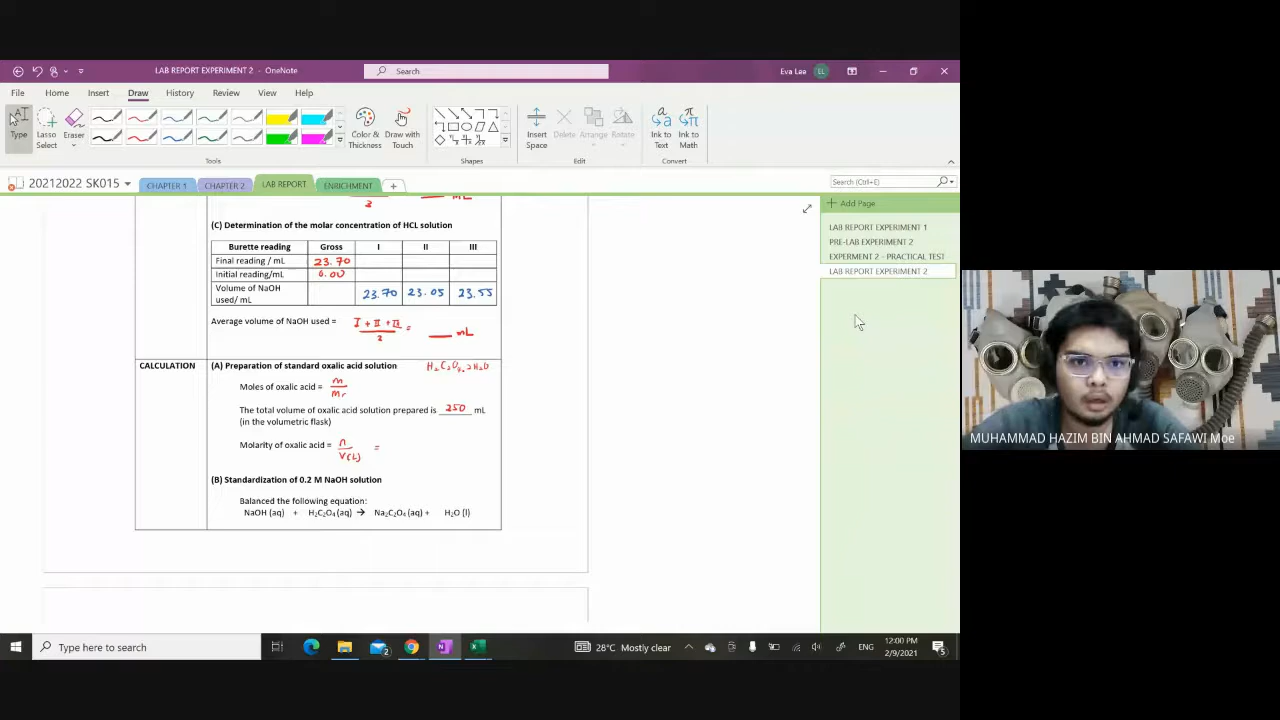 LAB REPORT EXPERIMENT 2 - OneNote
Search
Eva Lee
EL
File Home Insert Draw History Review View Help
Type
Lasso Select
Eraser
Color & Thickness
Draw with Touch
Insert Space
Delete
Arrange
Rotate
Ink to Text
Ink to Math
Tools
Shapes
Edit
Convert
20212022 SK015
CHAPTER 1
CHAPTER 2
LAB REPORT
ENRICHMENT
Search (Ctrl+E)
Add Page
LAB REPORT EXPERIMENT 1
PRE-LAB EXPERIMENT 2
EXPERMENT 2 - PRACTICAL TEST
LAB REPORT EXPERIMENT 2
mL
(C) Determination of the molar concentration of HCL solution
Burette reading Gross I II III
Final reading / mL 23.70
Initial reading/mL 0.00
Volume of NaOH used/ mL 23.70 23.05 23.55
Average volume of NaOH used = I + II + III =
___ mL
CALCULATION
(A) Preparation of standard oxalic acid solution H₂C₂O₄.2H₂O
Moles of oxalic acid = m
Mr
The total volume of oxalic acid solution prepared is 250 mL
(in the volumetric flask)
Molarity of oxalic acid = n =
V(L)
(B) Standardization of 0.2 M NaOH solution
Balanced the following equation:
NaOH (aq) + H₂C₂O₄ (aq) → Na₂C₂O₄ (aq) + H₂O (l)
MUHAMMAD HAZIM BIN AHMAD SAFAWI Moe
Type here to search
2
28°C Mostly clear
ENG
12:00 PM
2/9/2021
5